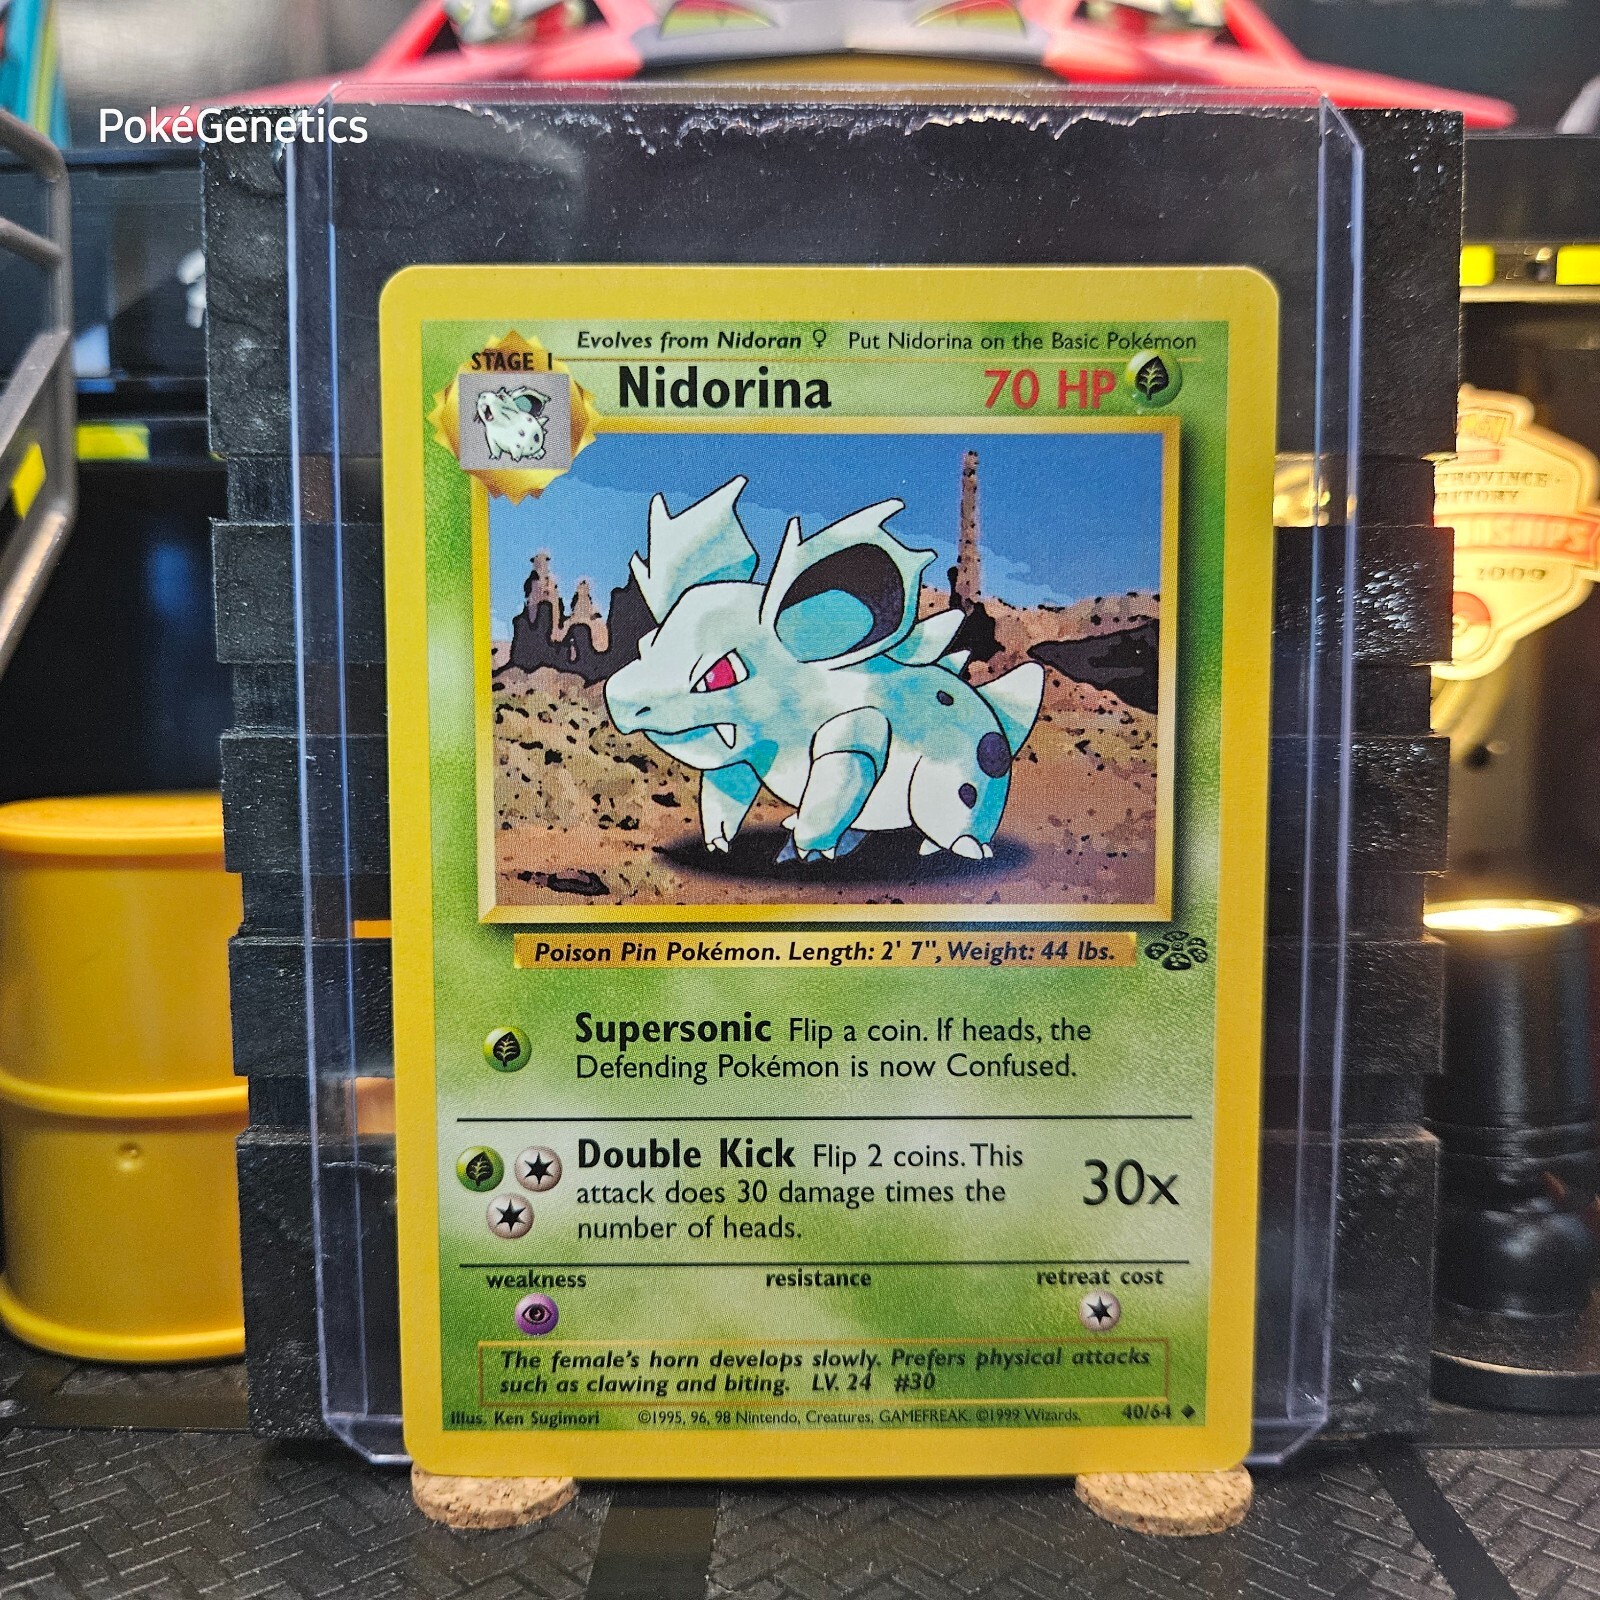 PokéGenetics
Evolves from Nidoran ♀ Put Nidorina on the Basic Pokémon
STAGE 1
Nidorina 70 HP
Poison Pin Pokémon. Length: 2' 7", Weight: 44 lbs.
Supersonic Flip a coin. If heads, the
Defending Pokémon is now Confused.
Double Kick Flip 2 coins. This
attack does 30 damage times the
number of heads.
30x
weakness resistance retreat cost
The female's horn develops slowly. Prefers physical attacks
such as clawing and biting. LV. 24 #30
Illus. Ken Sugimori ©1995, 96, 98 Nintendo, Creatures, GAMEFREAK. ©1999 Wizards. 40/64